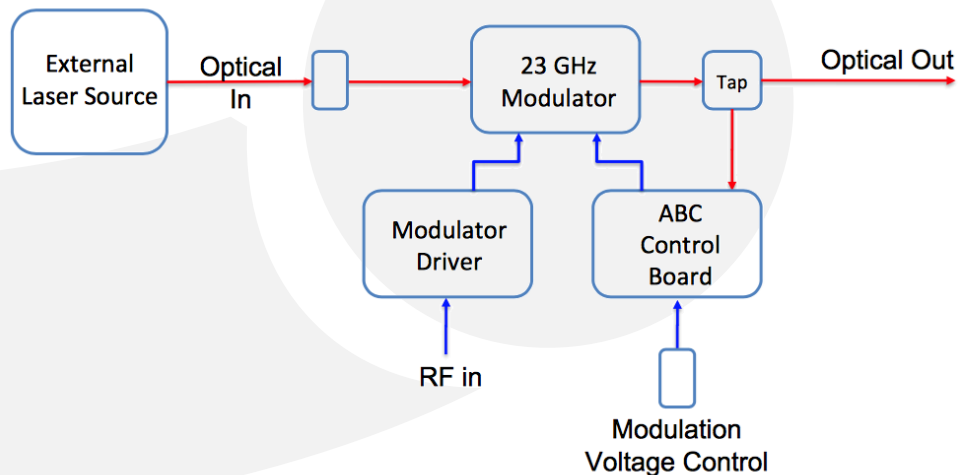 External
Laser Source
Optical
In
23 GHz
Modulator
Tap
Optical Out
Modulator
Driver
ABC
Control
Board
RF in
Modulation
Voltage Control